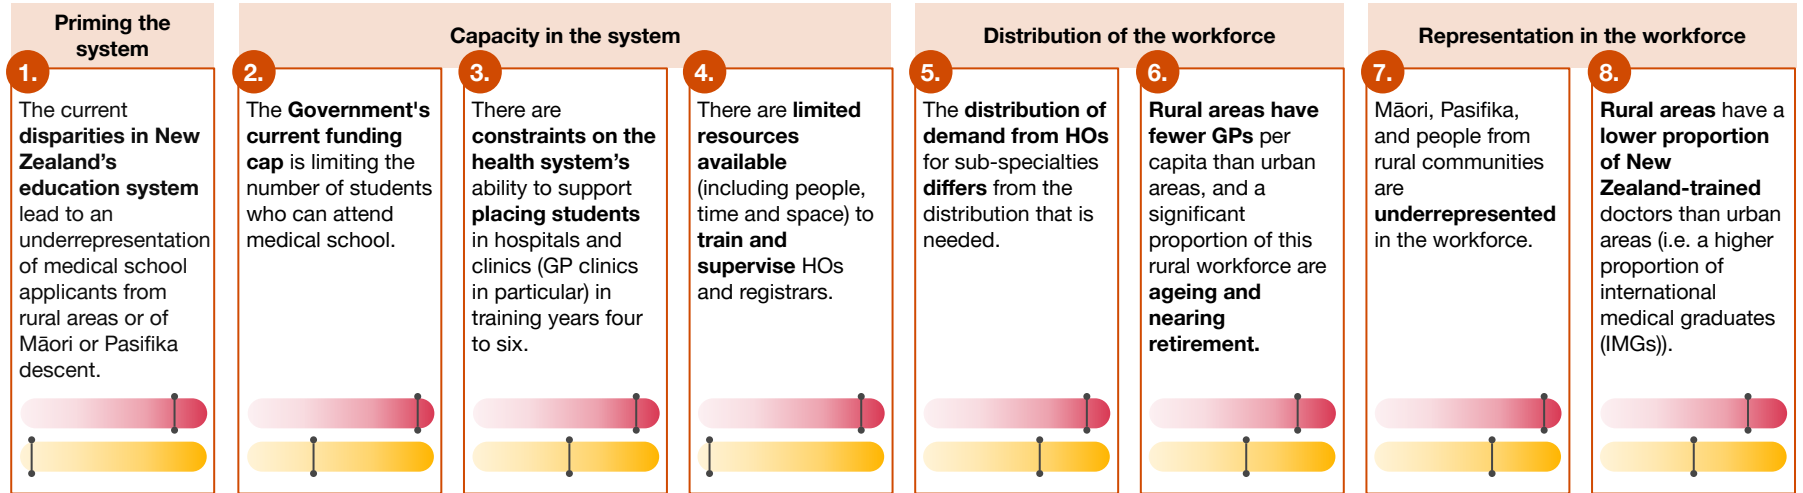 Priming the
system
Capacity in the system
Distribution of the workforce
Representation in the workforce
1.
The current
disparities in New
Zealand’s
education system
lead to an
underrepresentation
of medical school
applicants from
rural areas or of
Māori or Pasifika
descent.
2.
The Government's
current funding
cap is limiting the
number of students
who can attend
medical school.
3.
There are
constraints on the
health system’s
ability to support
placing students
in hospitals and
clinics (GP clinics
in particular) in
training years four
to six.
4.
There are limited
resources
available
(including people,
time and space) to
train and
supervise HOs
and registrars.
5.
The distribution of
demand from HOs
for sub-specialties
differs from the
distribution that is
needed.
6.
Rural areas have
fewer GPs per
capita than urban
areas, and a
significant
proportion of this
rural workforce are
ageing and
nearing
retirement.
7.
Māori, Pasifika,
and people from
rural communities
are
underrepresented
in the workforce.
8.
Rural areas have a
lower proportion
of New
Zealand-trained
doctors than urban
areas (i.e. a higher
proportion of
international
medical graduates
(IMGs)).